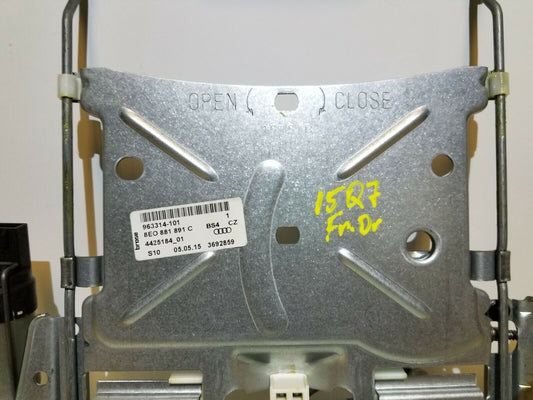 OPEN ( ) CLOSE
brose
963314-101 1
8E0 881 891 C BS4 CZ
4425184_01
S10 05.05.15 3692859
15 Q7
Fr Dr